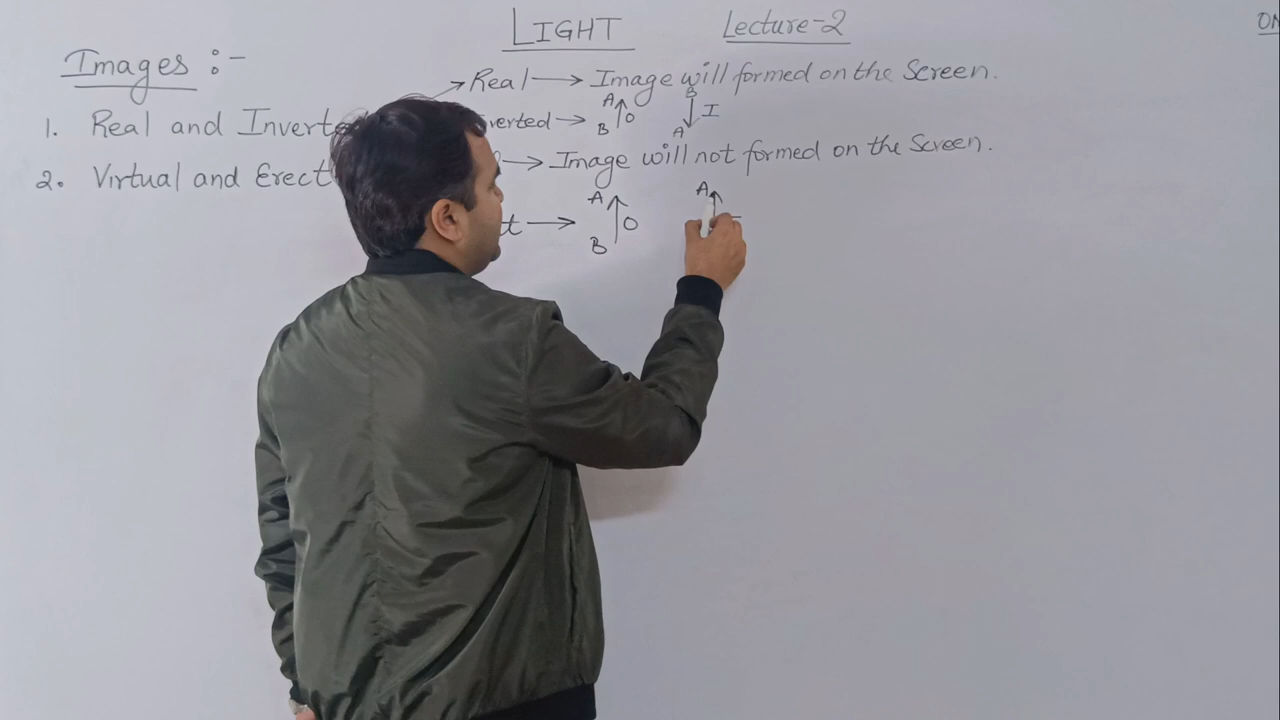 LIGHT Lecture-2
Images :-
Real → Image will formed on the Screen.
1. Real and Inverte verted → A B O B A I
→ Image will not formed on the Screen.
2. Virtual and Erect
t → A B O A